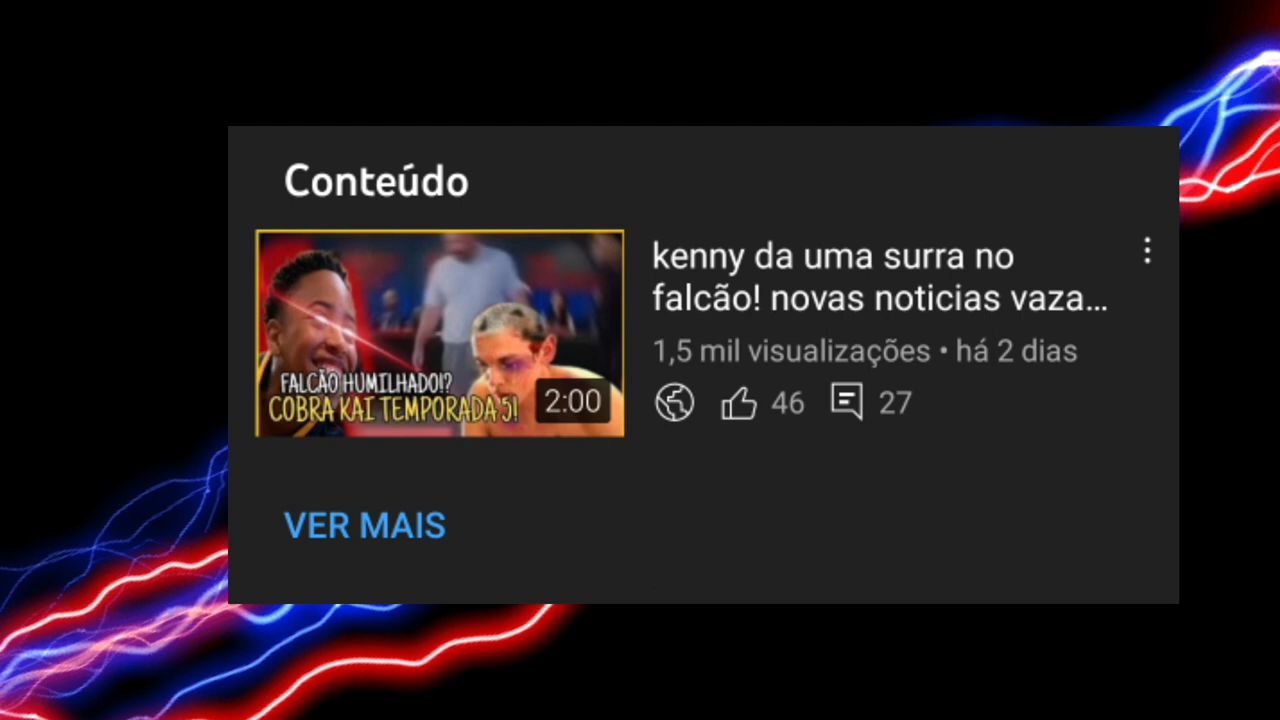 Conteúdo
FALCÃO HUMILHADO!?
COBRA KAI TEMPORADA 5!
2:00
kenny da uma surra no
falcão! novas noticias vaza...
1,5 mil visualizações • há 2 dias
46 27
VER MAIS